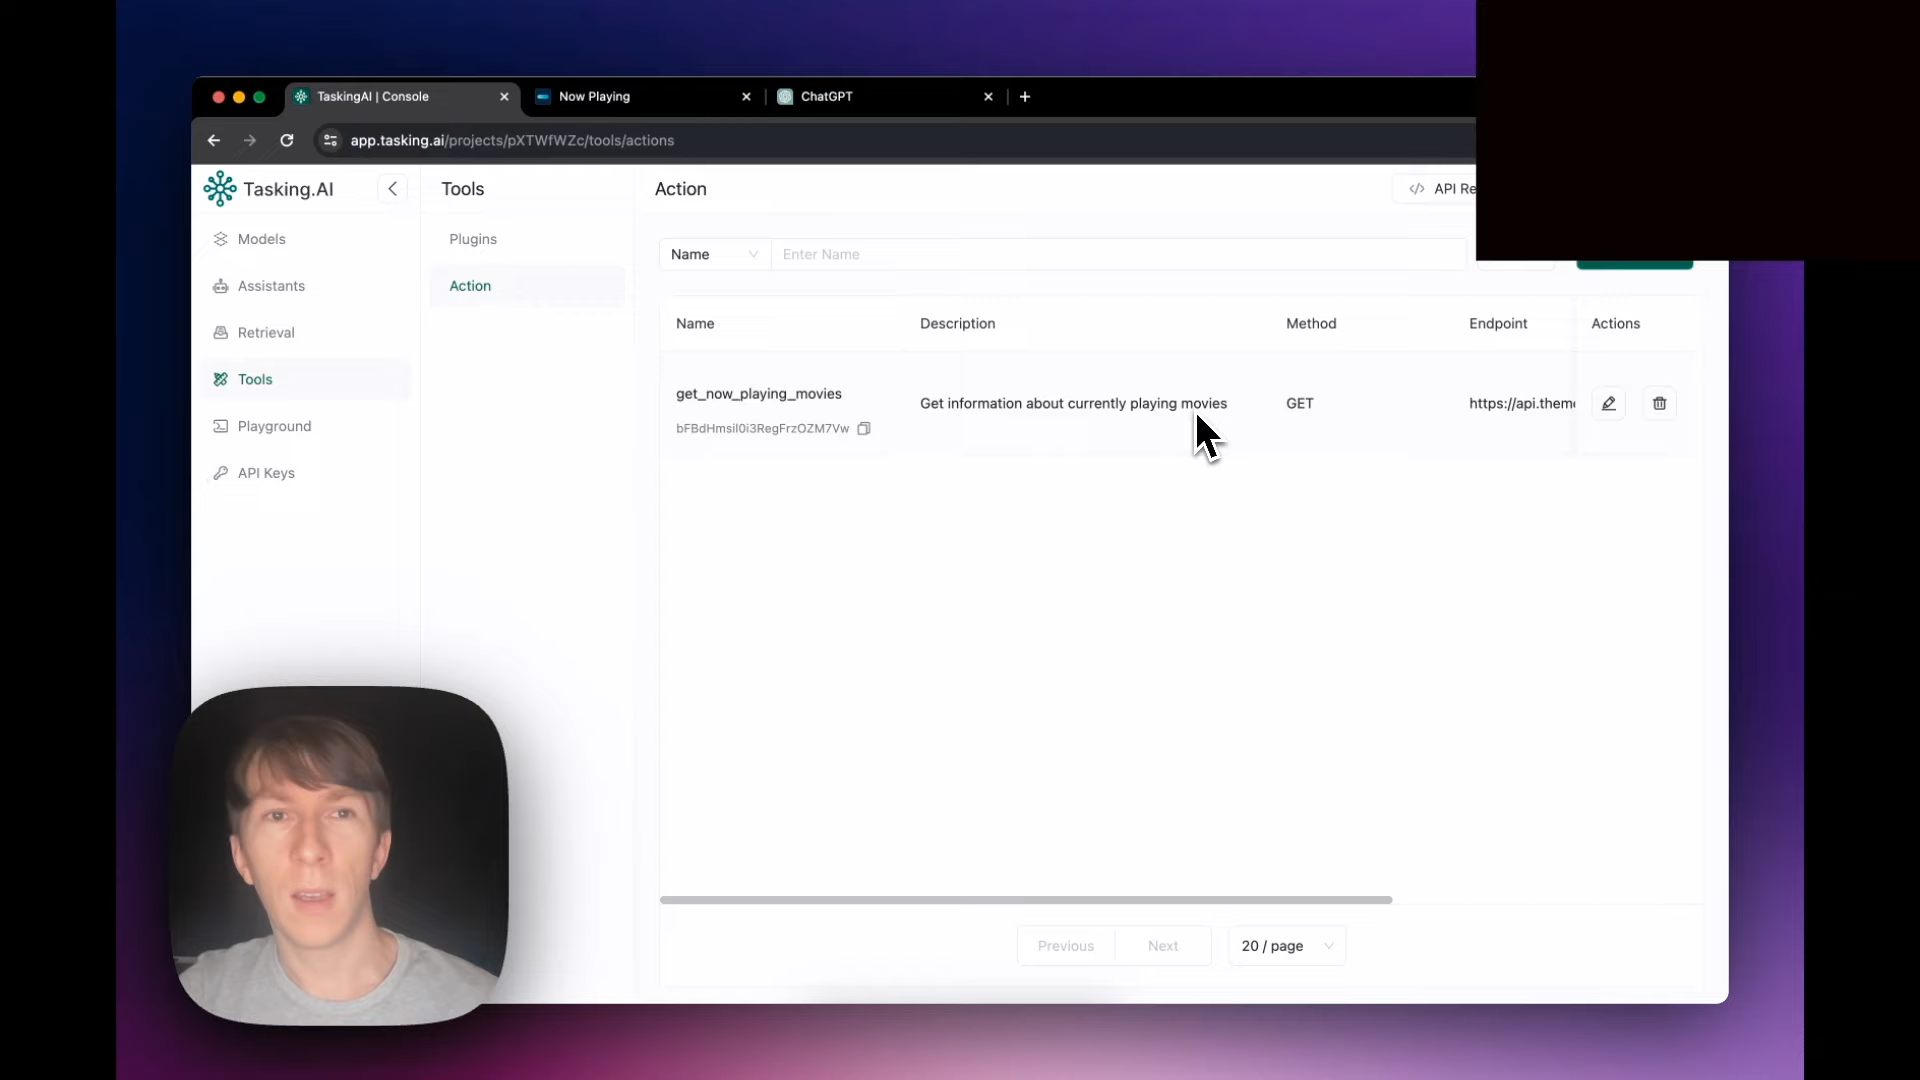 TaskingAI | Console
Now Playing
ChatGPT
app.tasking.ai/projects/pXTWfWZc/tools/actions
Tasking.AI
Tools
Action
API Re
Models
Assistants
Retrieval
Tools
Playground
API Keys
Plugins
Action
Name
Enter Name
Name
Description
Method
Endpoint
Actions
get_now_playing_movies
Get information about currently playing movies
GET
https://api.them
Previous
Next
20 / page